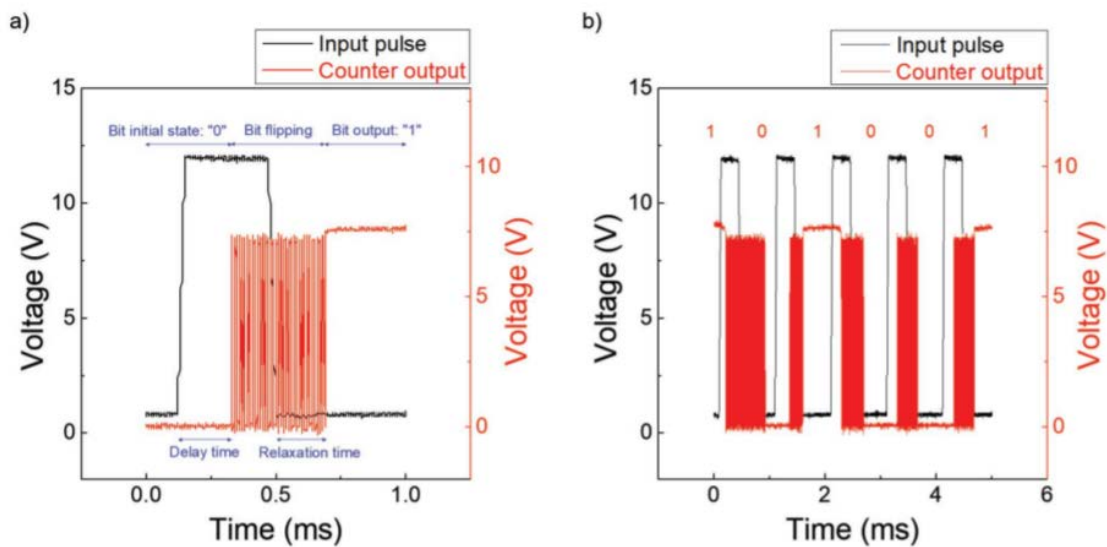 a)
Input pulse
Counter output
15
10
5
0
Voltage (V)
Bit initial state: "0" Bit flipping Bit output: "1"
Delay time Relaxation time
10
5
0
Voltage (V)
0.0 0.5 1.0
Time (ms)
b)
Input pulse
Counter output
15
10
5
0
Voltage (V)
1 0 1 0 0 1
10
5
0
Voltage (V)
0 2 4 6
Time (ms)